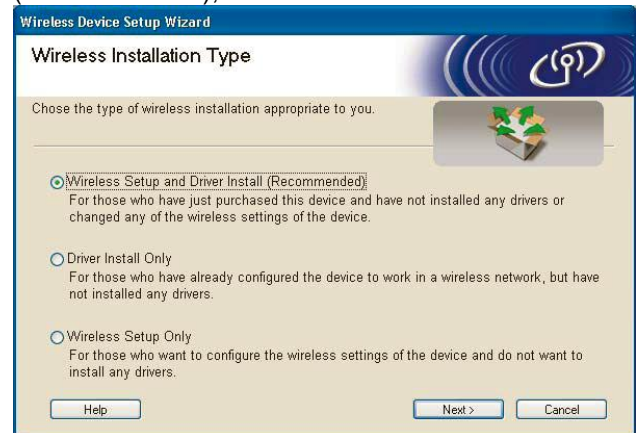 Wireless Device Setup Wizard
Wireless Installation Type
Chose the type of wireless installation appropriate to you.
Wireless Setup and Driver Install (Recommended)
For those who have just purchased this device and have not installed any drivers or
changed any of the wireless settings of the device.
Driver Install Only
For those who have already configured the device to work in a wireless network, but have
not installed any drivers.
Wireless Setup Only
For those who want to configure the wireless settings of the device and do not want to
install any drivers.
Help
Next >
Cancel